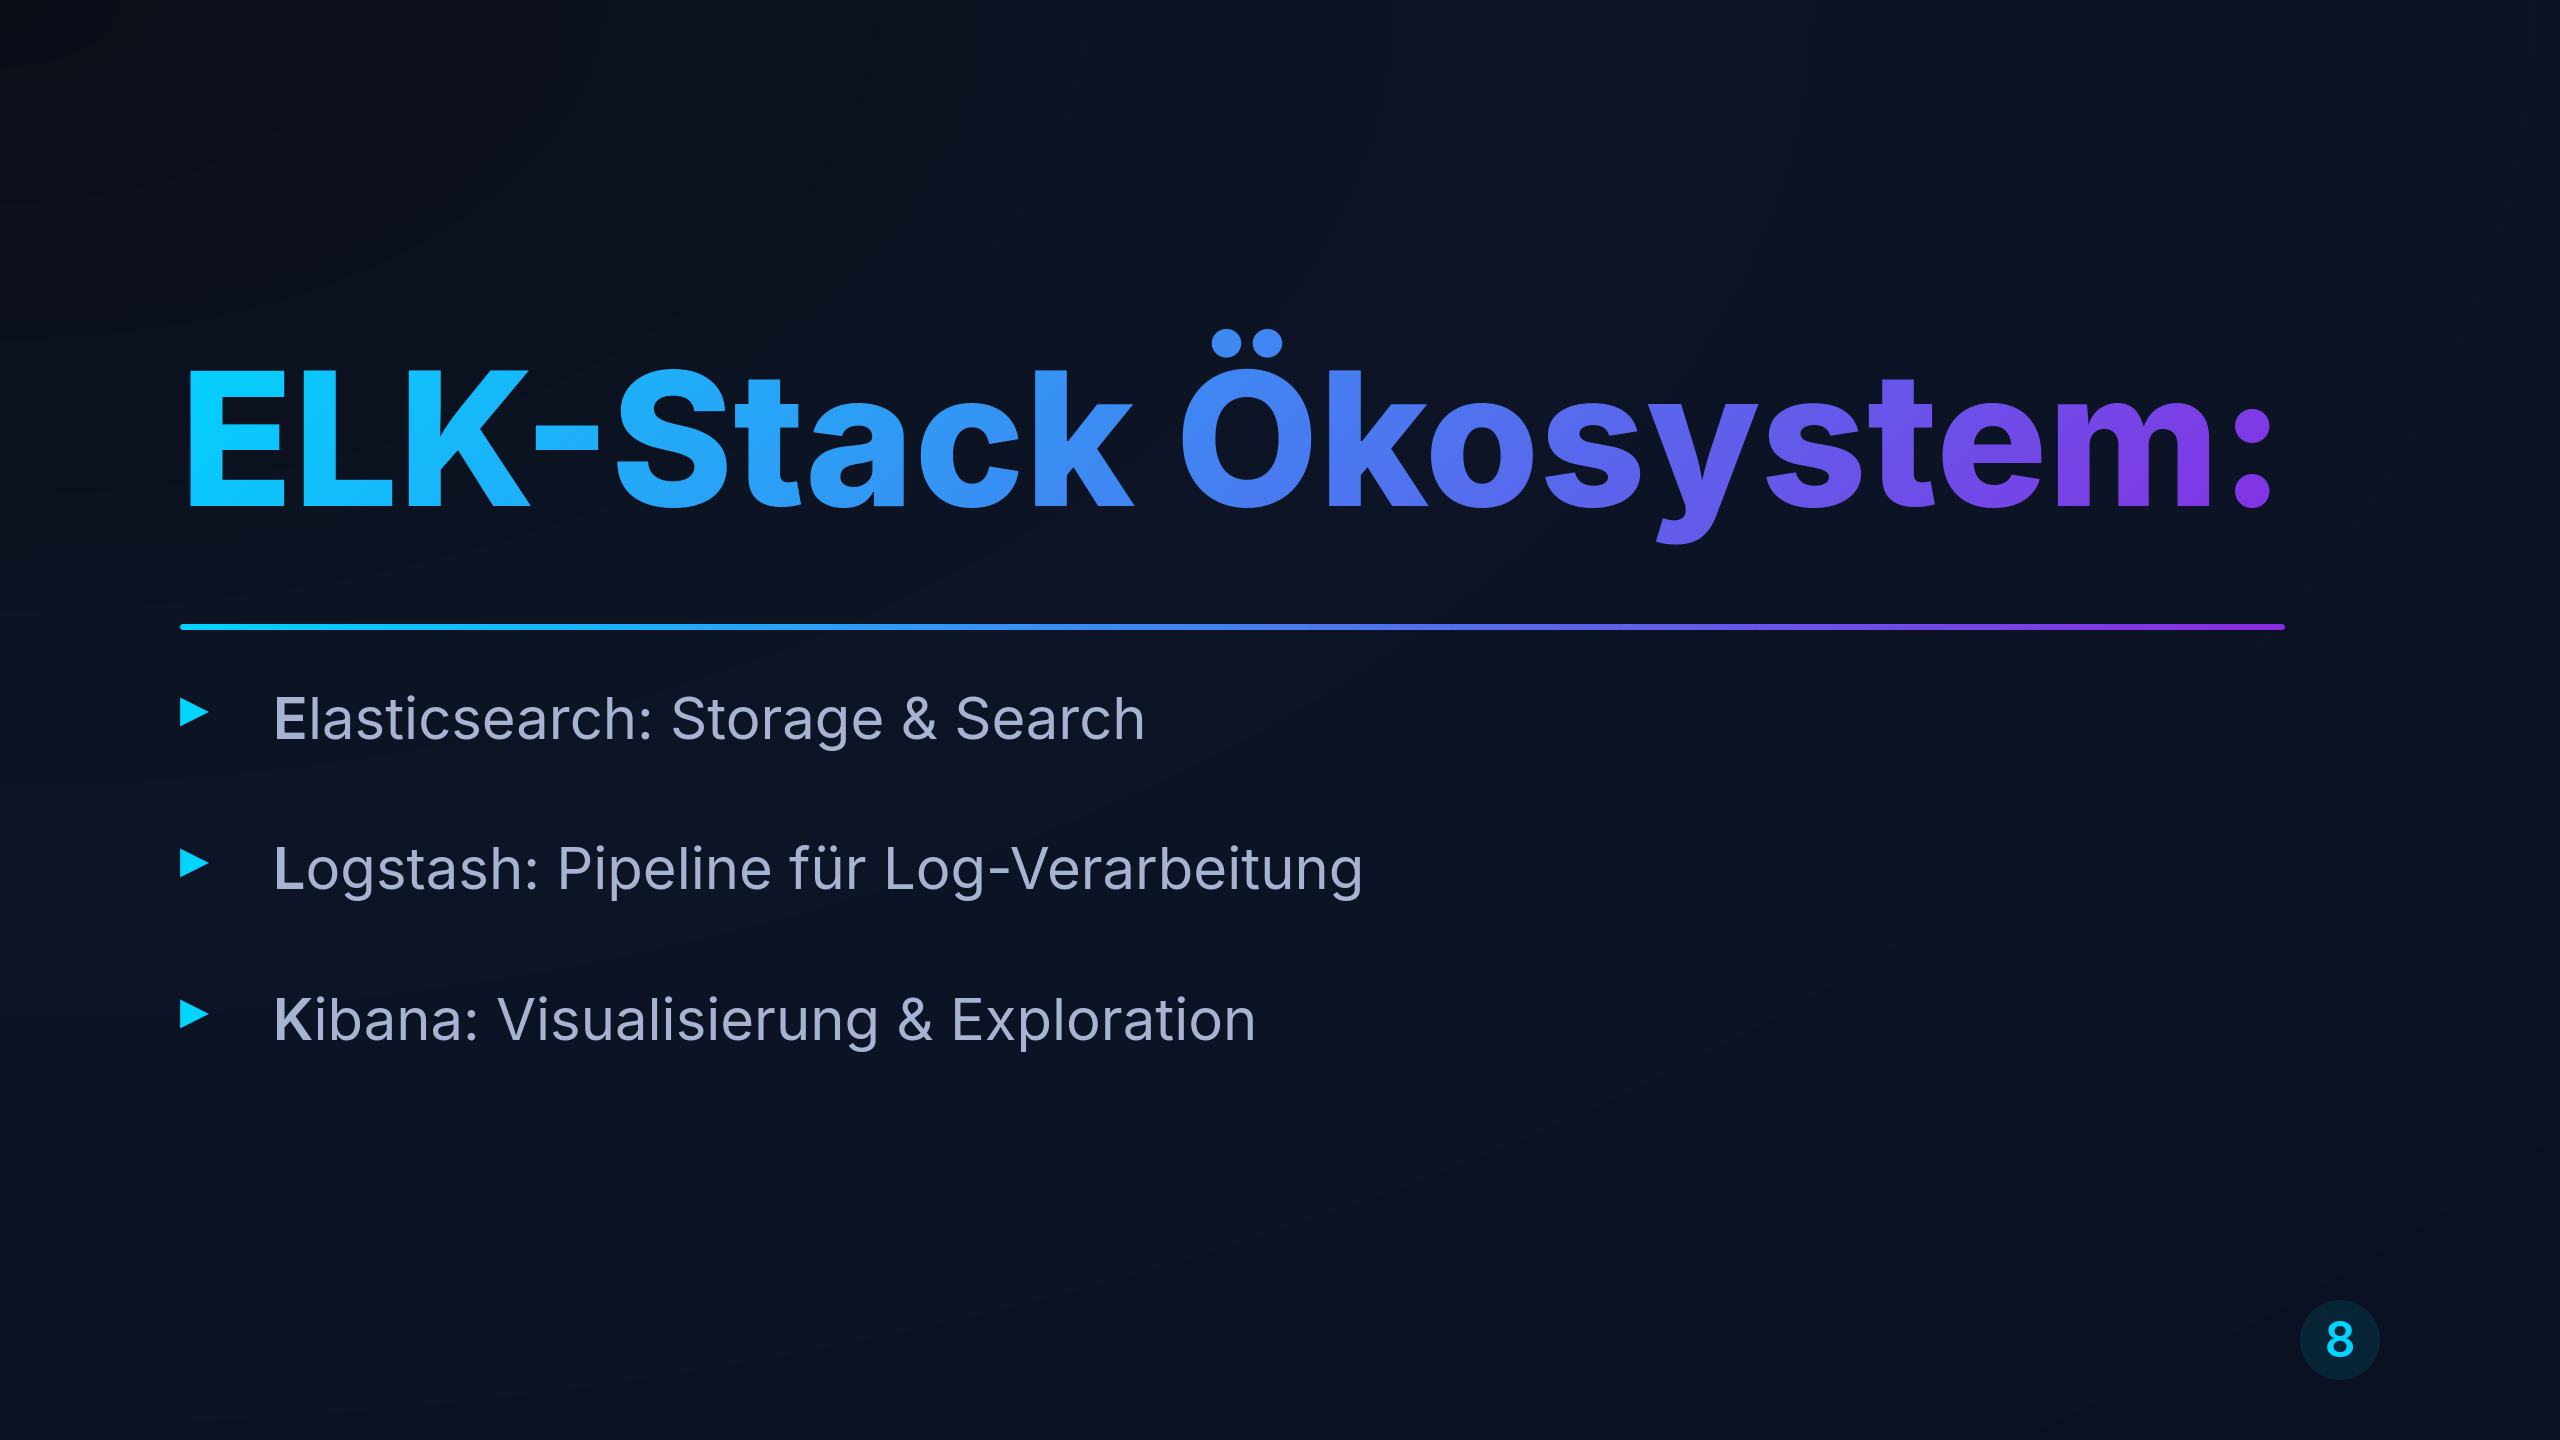 ELK-Stack Ökosystem:
Elasticsearch: Storage & Search
Logstash: Pipeline für Log-Verarbeitung
Kibana: Visualisierung & Exploration
8